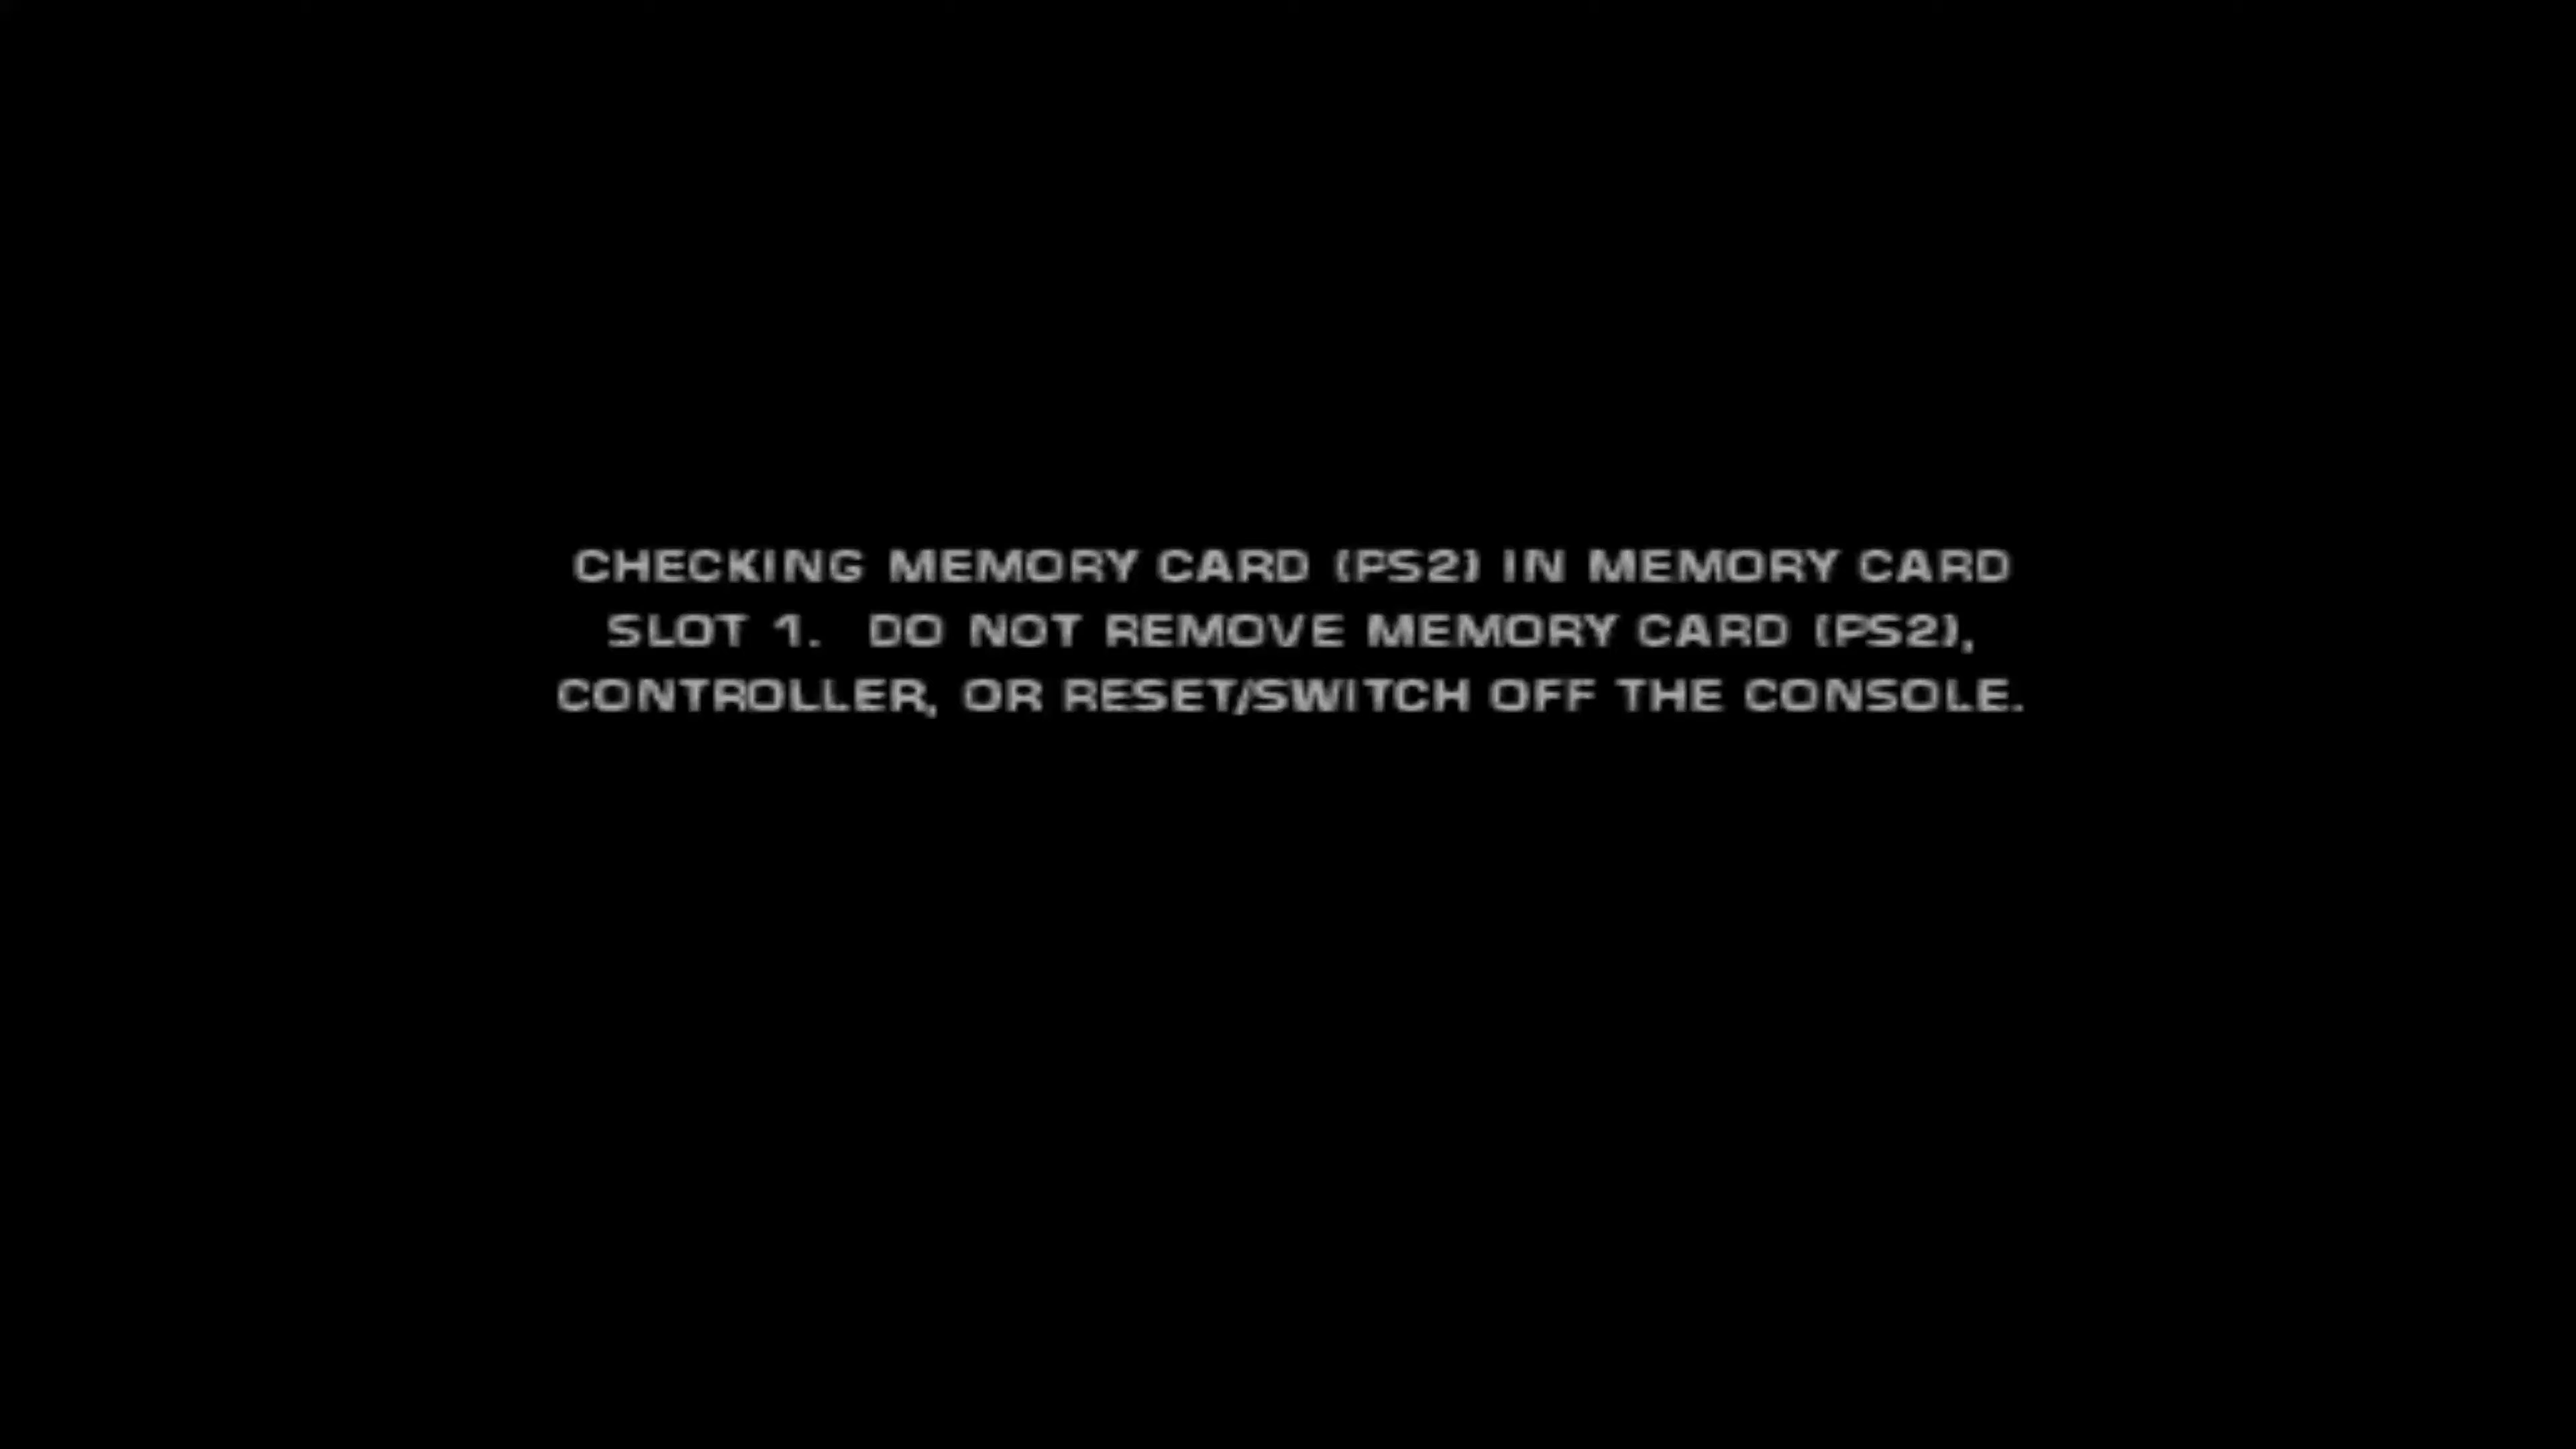 CHECKING MEMORY CARD (PS2) IN MEMORY CARD
SLOT 1.  DO NOT REMOVE MEMORY CARD (PS2),
CONTROLLER, OR RESET/SWITCH OFF THE CONSOLE.